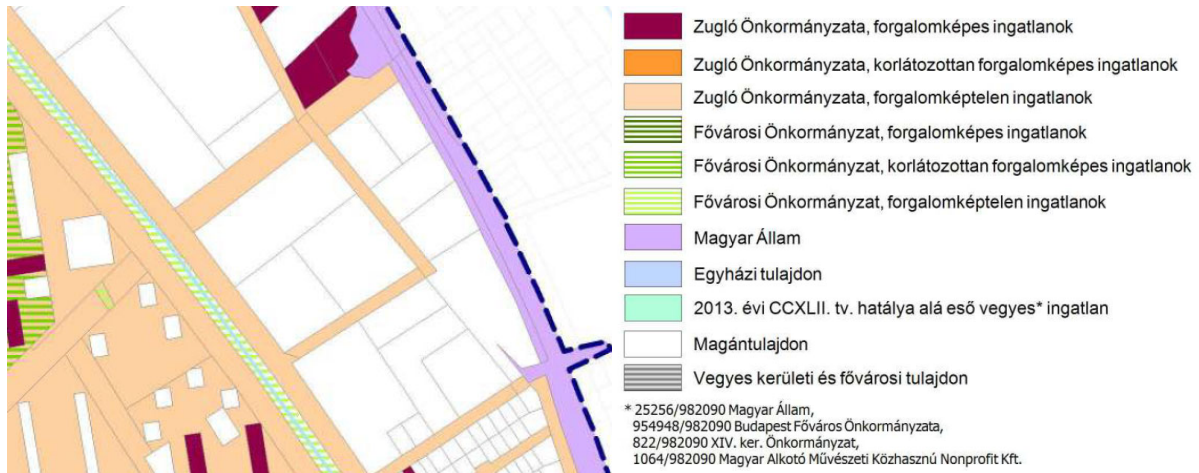 Zugló Önkormányzata, forgalomképes ingatlanok
Zugló Önkormányzata, korlátozottan forgalomképes ingatlanok
Zugló Önkormányzata, forgalomképtelen ingatlanok
Fővárosi Önkormányzat, forgalomképes ingatlanok
Fővárosi Önkormányzat, korlátozottan forgalomképes ingatlanok
Fővárosi Önkormányzat, forgalomképtelen ingatlanok
Magyar Állam
Egyházi tulajdon
2013. évi CCXLII. tv. hatálya alá eső vegyes* ingatlan
Magántulajdon
Vegyes kerületi és fővárosi tulajdon
* 25256/982090 Magyar Állam,
954948/982090 Budapest Főváros Önkormányzata,
822/982090 XIV. ker. Önkormányzat,
1064/982090 Magyar Alkotó Művészeti Közhasznú Nonprofit Kft.